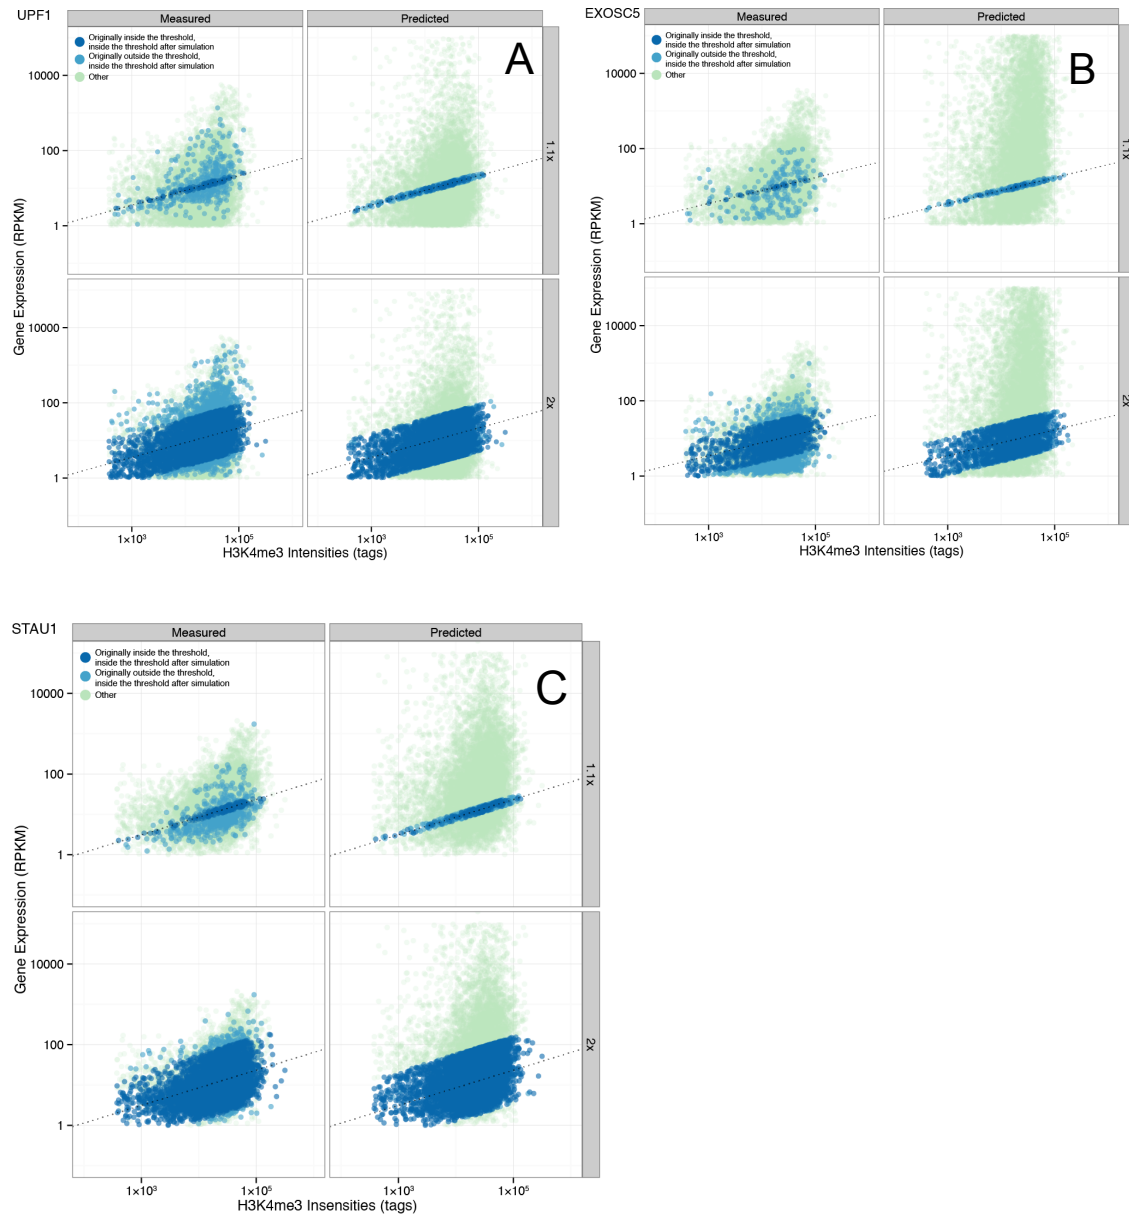 UPF1
Measured
Predicted
Originally inside the threshold,
inside the threshold after simulation
Originally outside the threshold,
inside the threshold after simulation
Other
A
10000
100
1
1.1x
10000
100
1
2x
Gene Expression (RPKM)
1×10³
1×10⁵
1×10³
1×10⁵
H3K4me3 Intensities (tags)
EXOSC5
Measured
Predicted
Originally inside the threshold,
inside the threshold after simulation
Originally outside the threshold,
inside the threshold after simulation
Other
B
10000
100
1
1.1x
10000
100
1
2x
Gene Expression (RPKM)
1×10³
1×10⁵
1×10³
1×10⁵
H3K4me3 Intensities (tags)
STAU1
Measured
Predicted
Originally inside the threshold,
inside the threshold after simulation
Originally outside the threshold,
inside the threshold after simulation
Other
C
10000
100
1
1.1x
10000
100
1
2x
Gene Expression (RPKM)
1×10³
1×10⁵
1×10³
1×10⁵
H3K4me3 Insensities (tags)